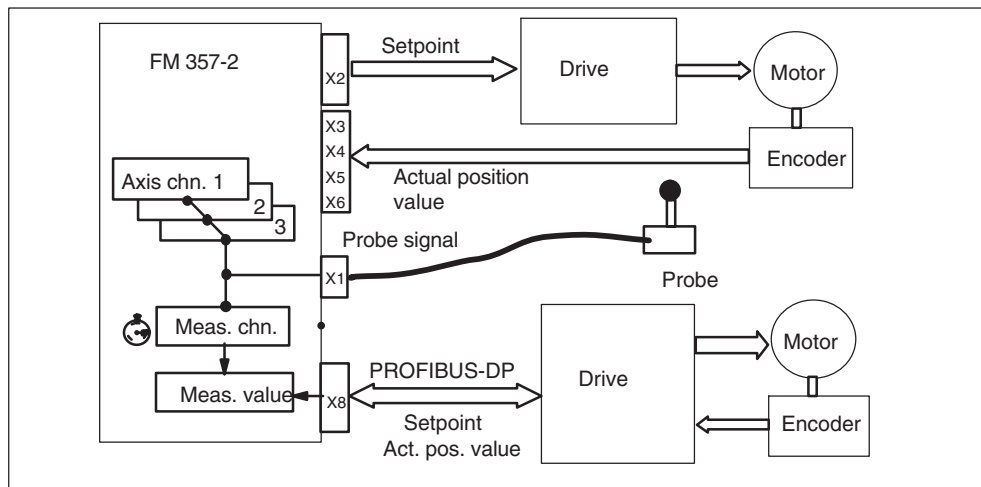 FM 357-2
X2
Setpoint
Drive
Motor
X3
X4
X5
X6
Actual position
value
Encoder
Axis chn. 1
2
3
Probe signal
X1
Probe
Meas. chn.
Meas. value
X8
PROFIBUS-DP
Setpoint
Act. pos. value
Drive
Motor
Encoder